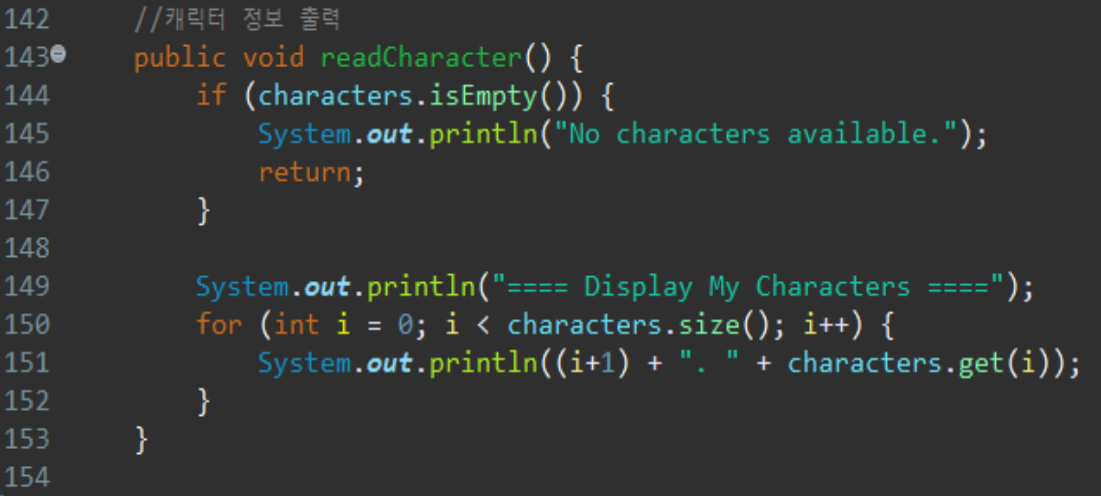 142 //캐릭터 정보 출력
143 public void readCharacter() {
144 if (characters.isEmpty()) {
145 System.out.println("No characters available.");
146 return;
147 }
148
149 System.out.println("==== Display My Characters ====");
150 for (int i = 0; i < characters.size(); i++) {
151 System.out.println((i+1) + ". " + characters.get(i));
152 }
153 }
154